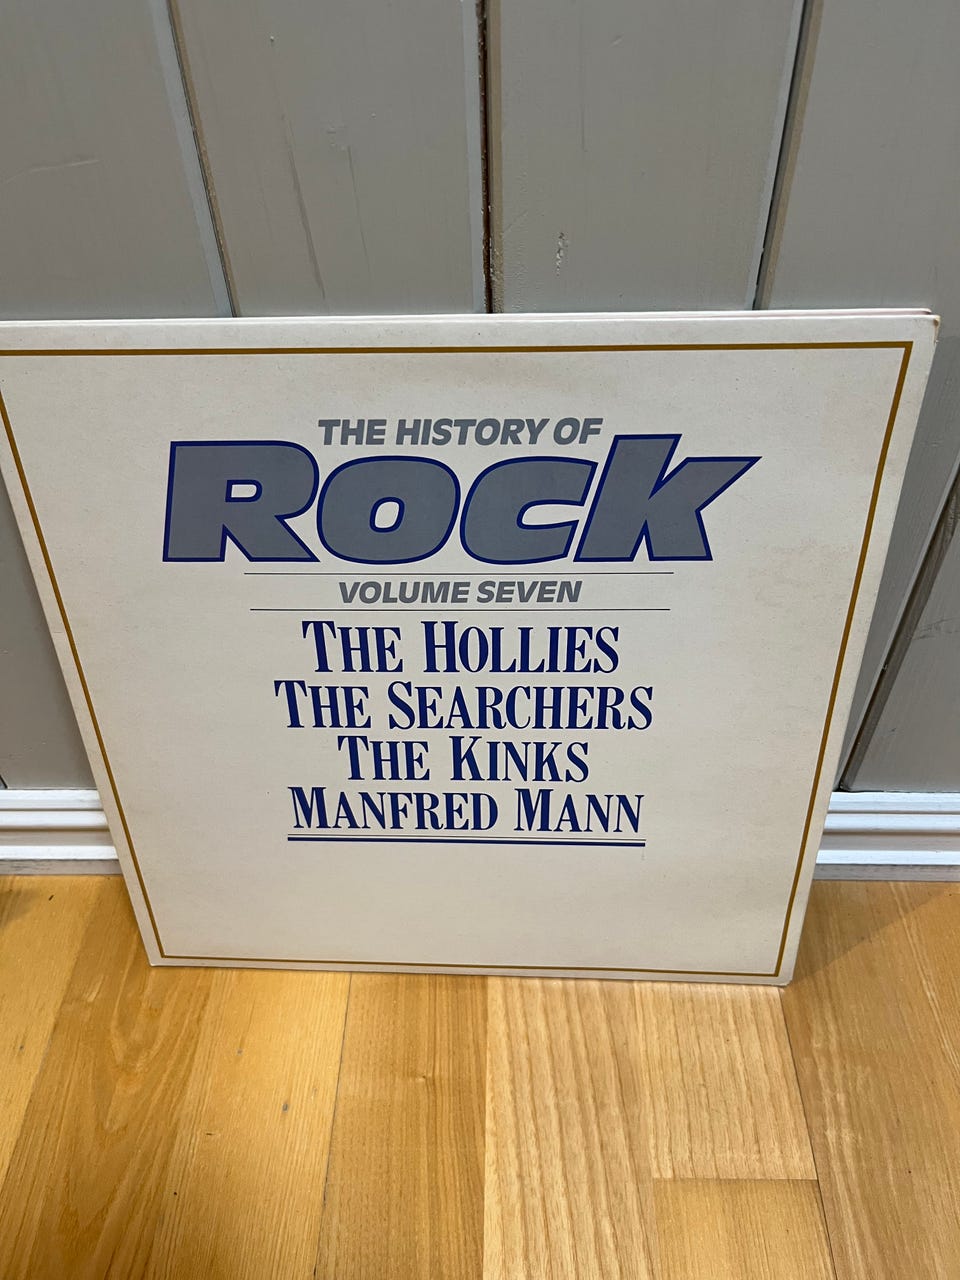 THE HISTORY OF
ROCK
VOLUME SEVEN
THE HOLLIES
THE SEARCHERS
THE KINKS
MANFRED MANN